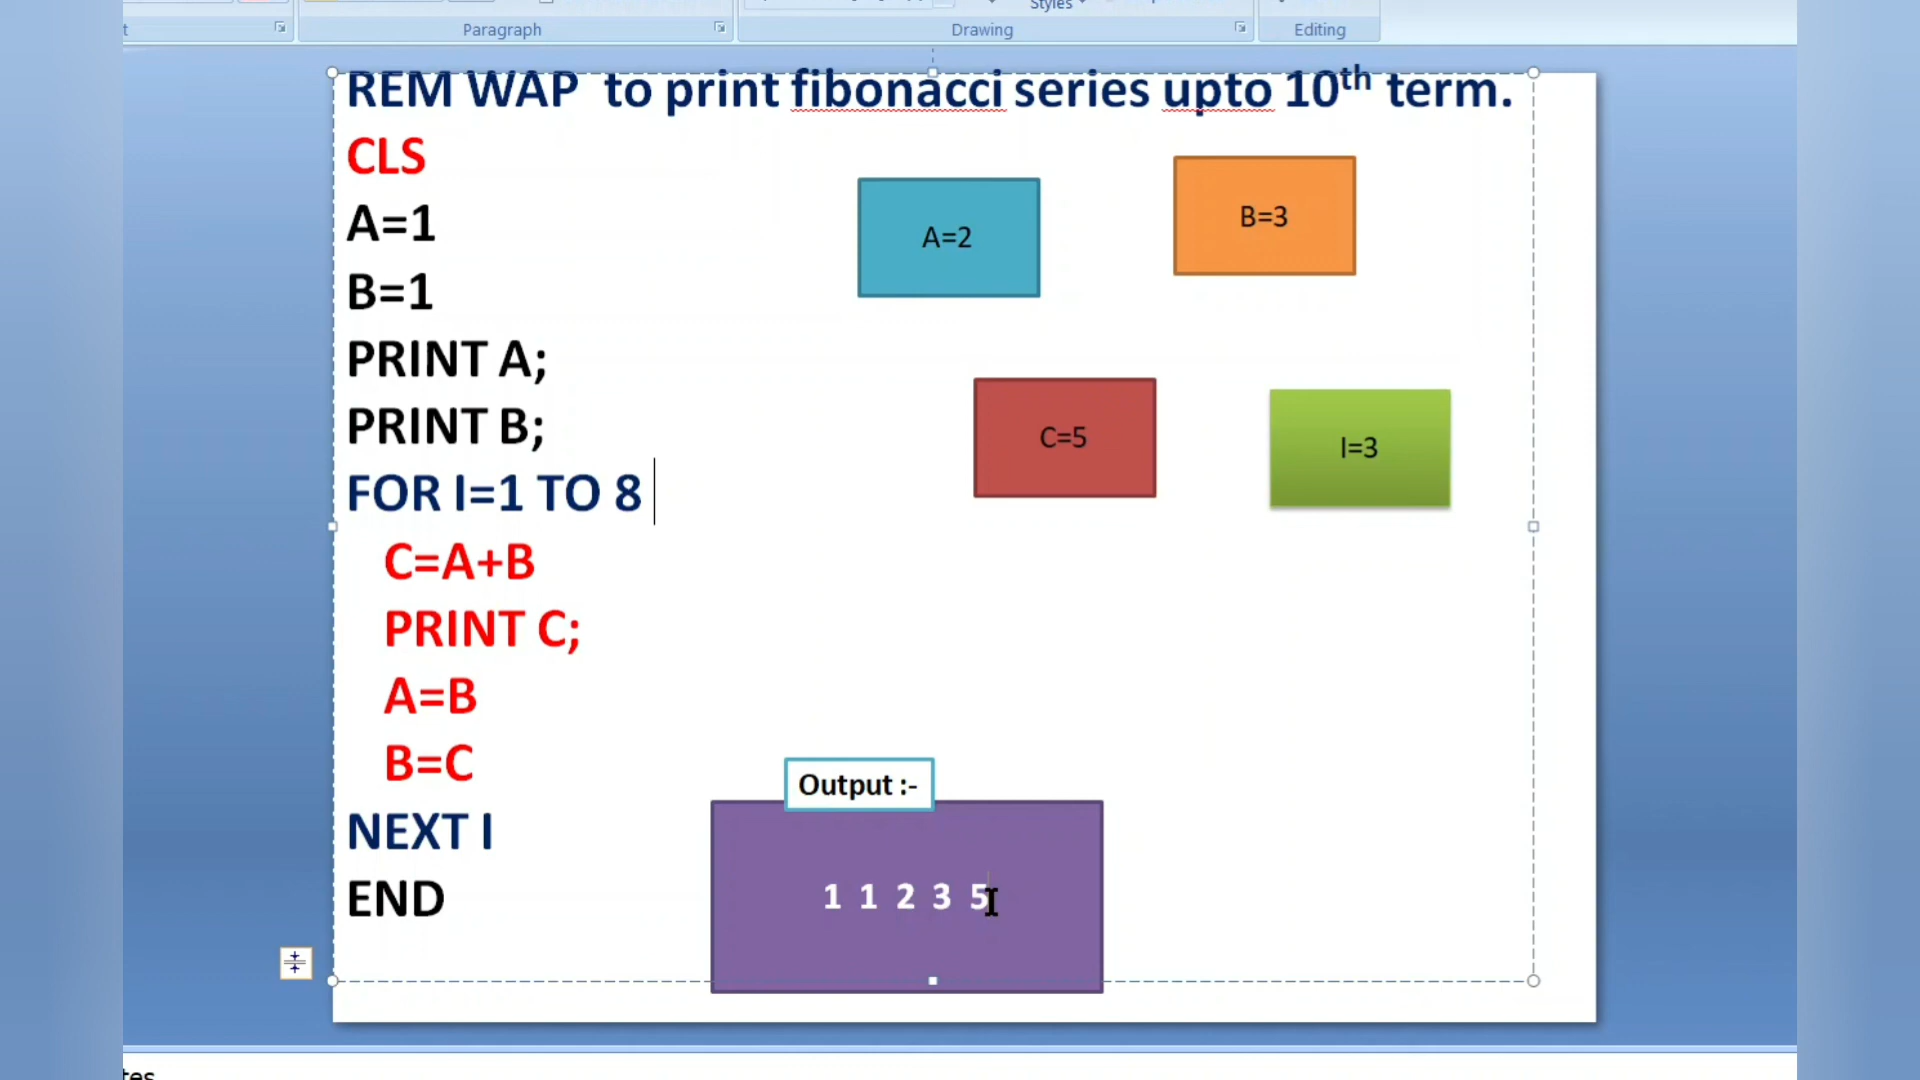 Styles
t Paragraph Drawing Editing
REM WAP to print fibonacci series upto 10th term.
CLS
A=1
B=1
PRINT A;
PRINT B;
FOR I=1 TO 8
C=A+B
PRINT C;
A=B
B=C
NEXT I
END
A=2
B=3
C=5
I=3
Output :-
1 1 2 3 5
tes